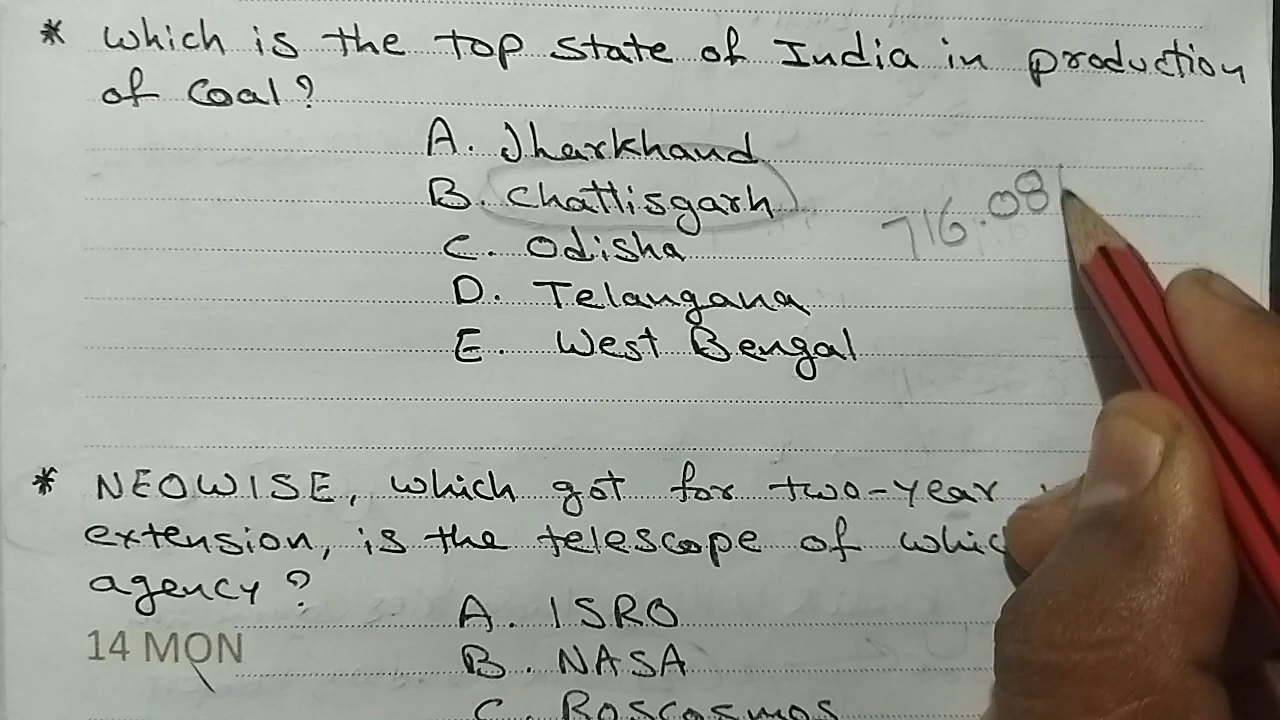 * Which is the top state of India in production
of Coal?
A. Jharkhand
B. Chattisgarh
716.08
C. Odisha
D. Telangana
E. West Bengal
* NEOWISE, which got for two-year
extension, is the telescope of
agency?
A. ISRO
14 MON
B. NASA
C. Roscosmos